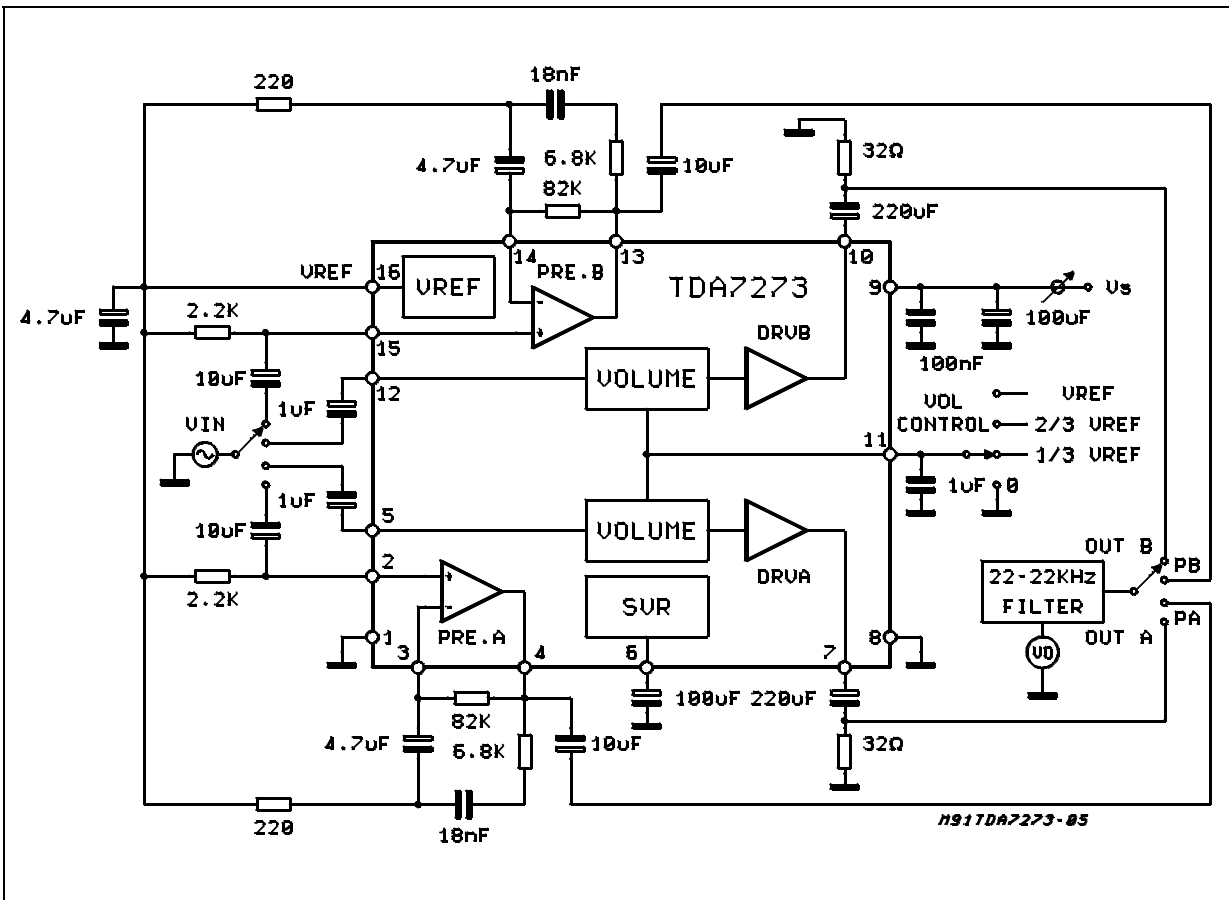 220
18nF
4.7uF
6.8K
82K
10uF
32Ω
220uF
14
13
10
VREF
16
VREF
PRE.B
TDA7273
9
Vs
4.7uF
2.2K
15
DRVB
100uF
100nF
10uF
VOLUME
12
1uF
VIN
VOL
CONTROL
VREF
2/3 VREF
11
1/3 VREF
1uF
0
1uF
10uF
5
VOLUME
2
DRVA
OUT B
PB
22-22KHz
FILTER
2.2K
SVR
PA
OUT A
1
PRE.A
8
3
4
6
7
VO
82K
100uF
220uF
4.7uF
6.8K
10uF
32Ω
220
18nF
M91TDA7273-05